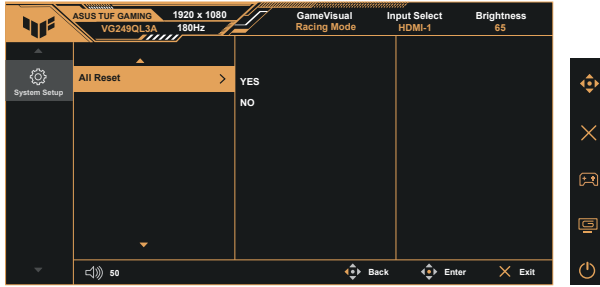 ASUS TUF GAMING 1920 x 1080 GameVisual Input Select Brightness
VG249QL3A 180Hz Racing Mode HDMI-1 65
System Setup
All Reset
YES
NO
50 Back Enter Exit